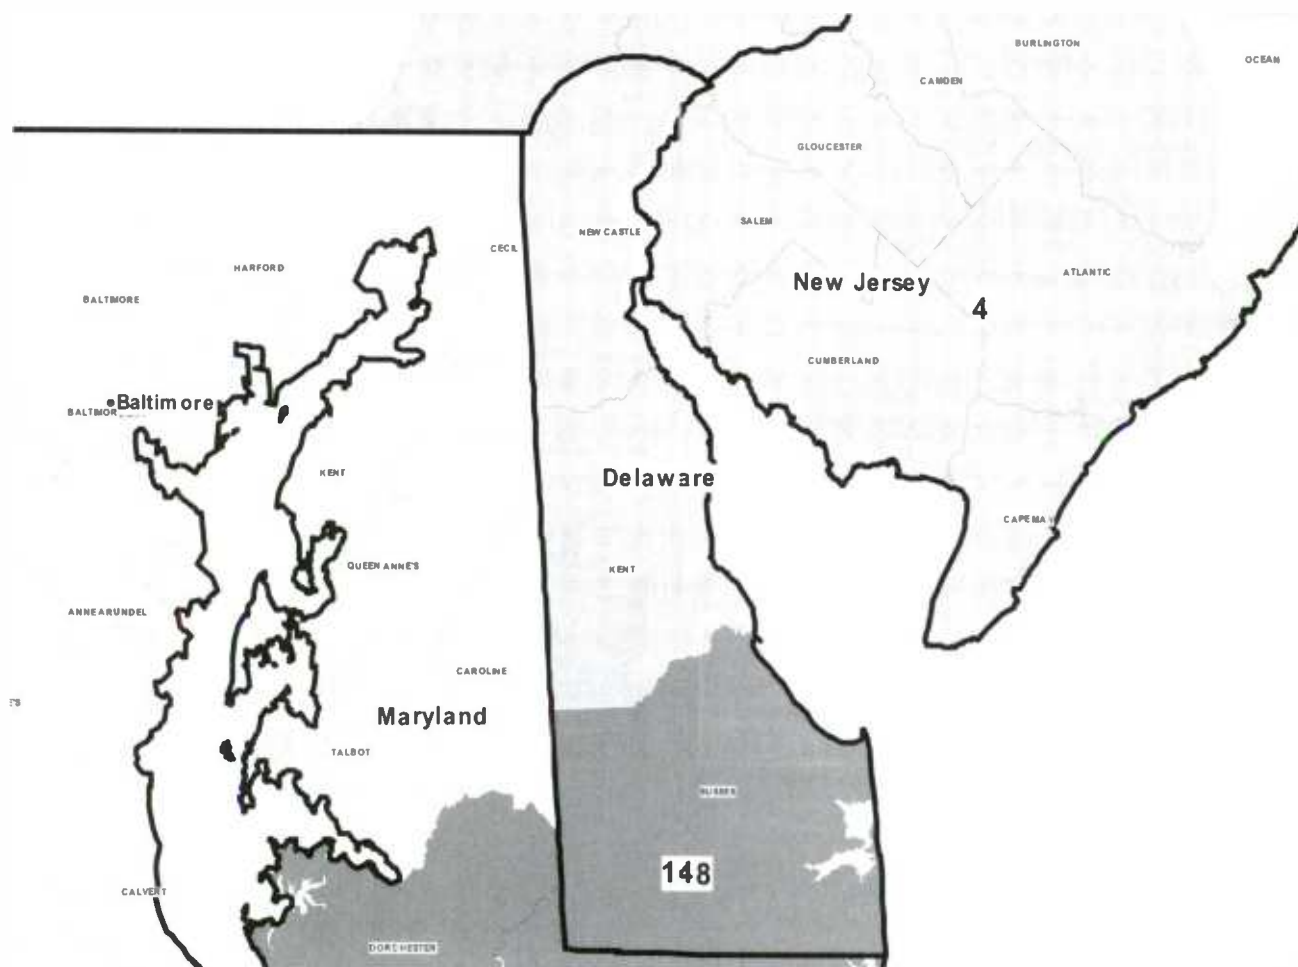 BURLINGTON
OCEAN
CAMDEN
GLOUCESTER
SALEM
NEW CASTLE
CECIL
HARFORD
ATLANTIC
New Jersey
BALTIMORE
4
CUMBERLAND
Baltimore
BALTIMOR
KENT
Delaware
CAPE MAY
QUEEN ANNE'S
KENT
ANNE ARUNDEL
CAROLINE
Maryland
TALBOT
SUSSEX
148
CALVERT
DORCHESTER